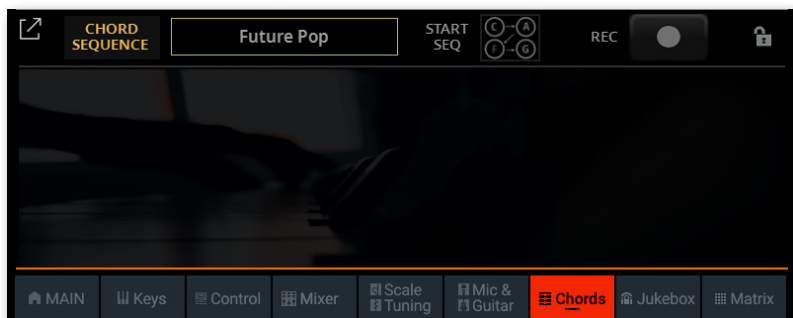 CHORD
SEQUENCE
Future Pop
START
SEQ
C A
F G
REC
MAIN
Keys
Control
Mixer
Scale
Tuning
Mic &
Guitar
Chords
Jukebox
Matrix